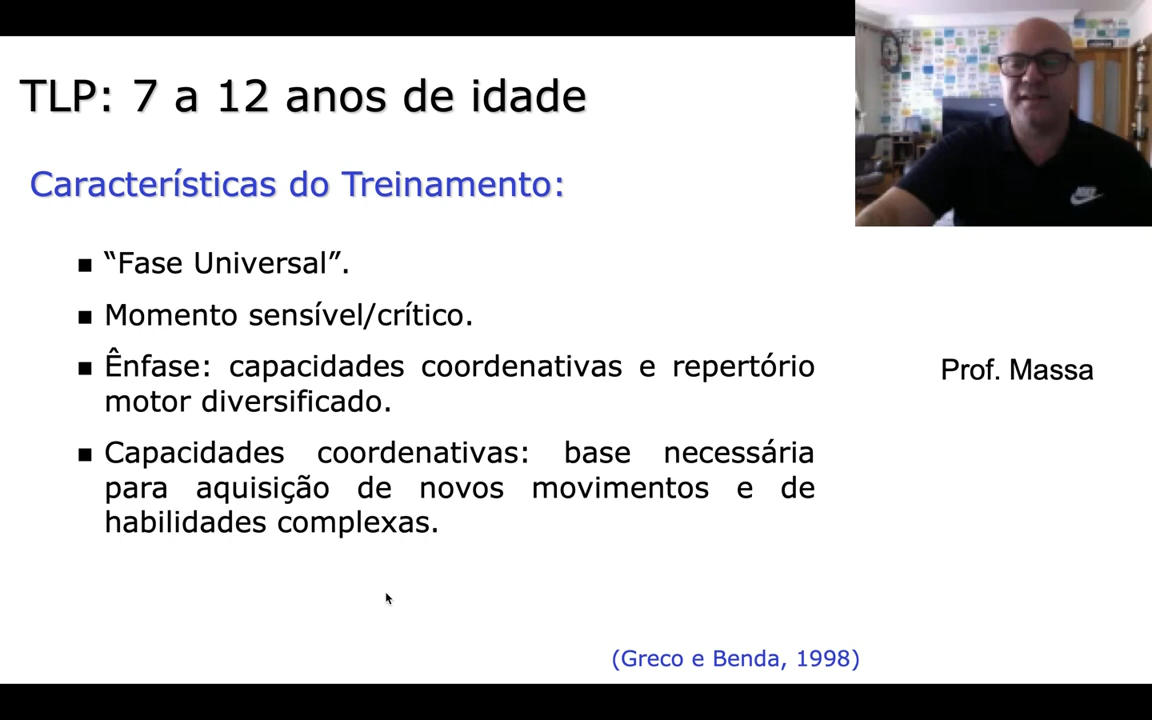 TLP: 7 a 12 anos de idade
Características do Treinamento:
“Fase Universal”.
Momento sensível/crítico.
Ênfase: capacidades coordenativas e repertório
motor diversificado.
Capacidades coordenativas: base necessária
para aquisição de novos movimentos e de
habilidades complexas.
Prof. Massa
(Greco e Benda, 1998)